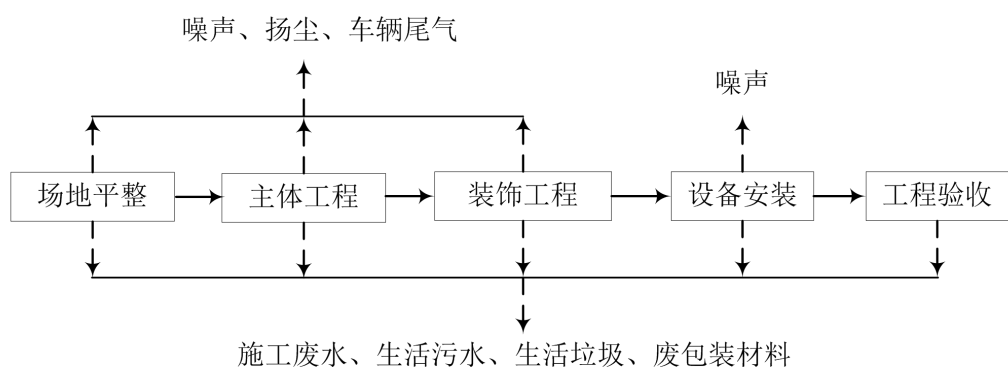 噪声、扬尘、车辆尾气
噪声
场地平整
主体工程
装饰工程
设备安装
工程验收
施工废水、生活污水、生活垃圾、废包装材料